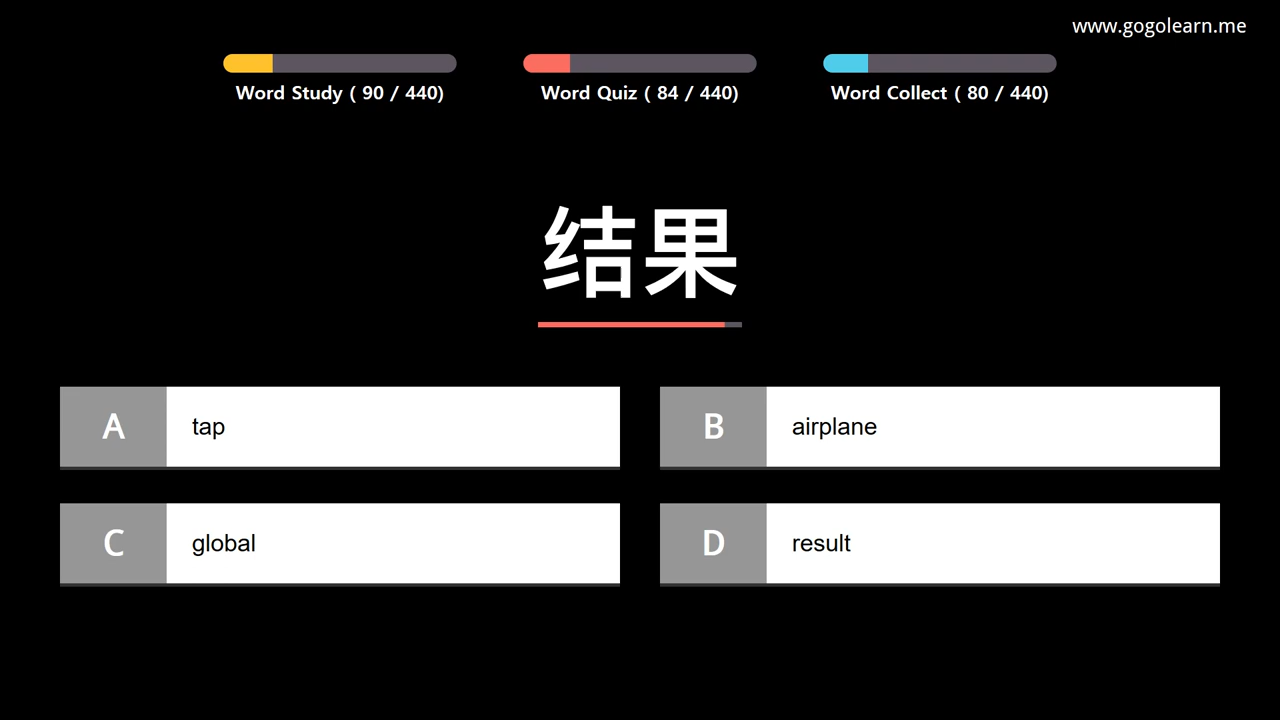 www.gogolearn.me
Word Study ( 90 / 440)
Word Quiz ( 84 / 440)
Word Collect ( 80 / 440)
结果
A tap
B airplane
C global
D result